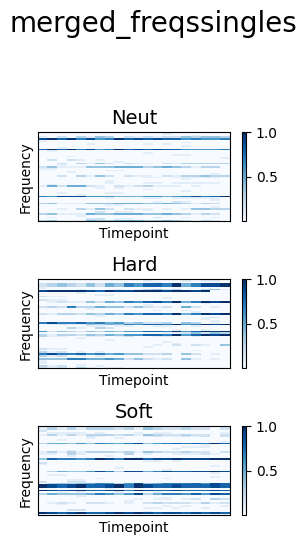 merged_freqssingles
Neut
Frequency
Timepoint
1.0
0.5
Hard
Frequency
Timepoint
1.0
0.5
Soft
Frequency
Timepoint
1.0
0.5